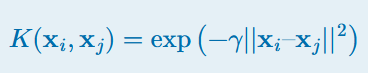 K(xᵢ, xⱼ) = exp (−γ||xᵢ–xⱼ||²)